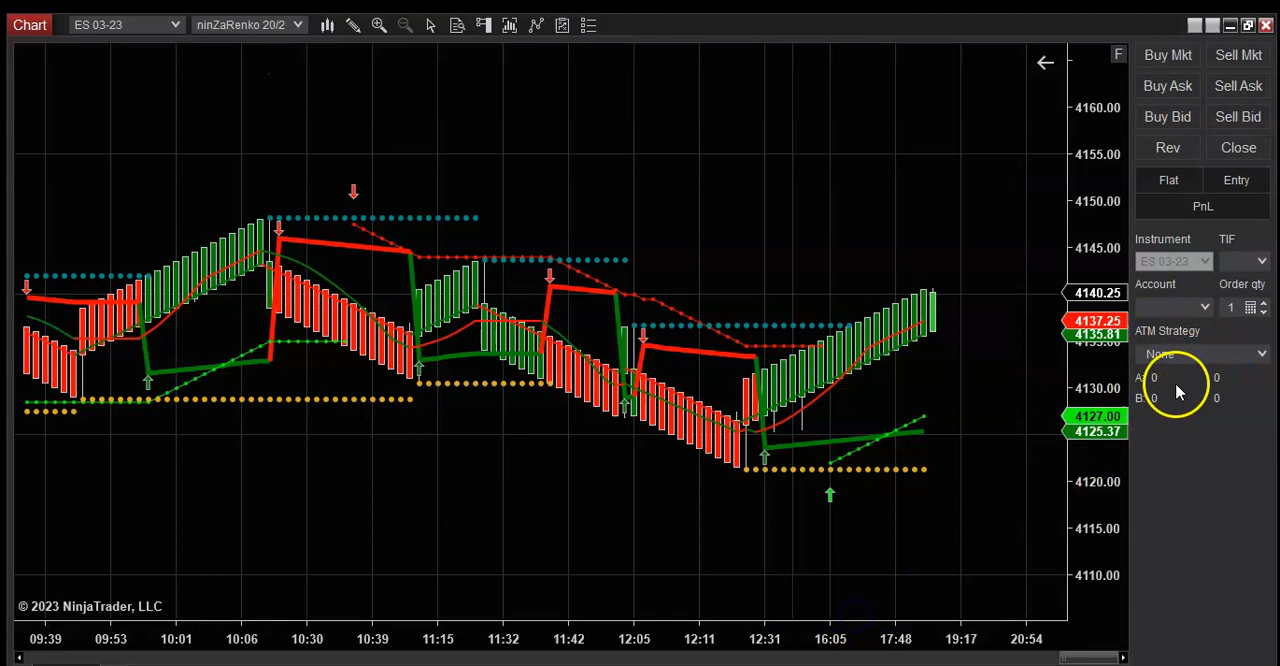 Chart ES 03-23 ninZaRenko 20/2
F
Buy Mkt Sell Mkt
Buy Ask Sell Ask
Buy Bid Sell Bid
Rev Close
Flat Entry
PnL
Instrument TIF
ES 03-23
Account Order qty
1
ATM Strategy
None
A: 0 0
B: 0 0
4160.00
4155.00
4150.00
4145.00
4140.25
4137.25
4135.81
4135.00
4130.00
4127.00
4125.37
4120.00
4115.00
4110.00
© 2023 NinjaTrader, LLC
09:39 09:53 10:01 10:06 10:30 10:39 11:15 11:32 11:42 12:05 12:11 12:31 16:05 17:48 19:17 20:54